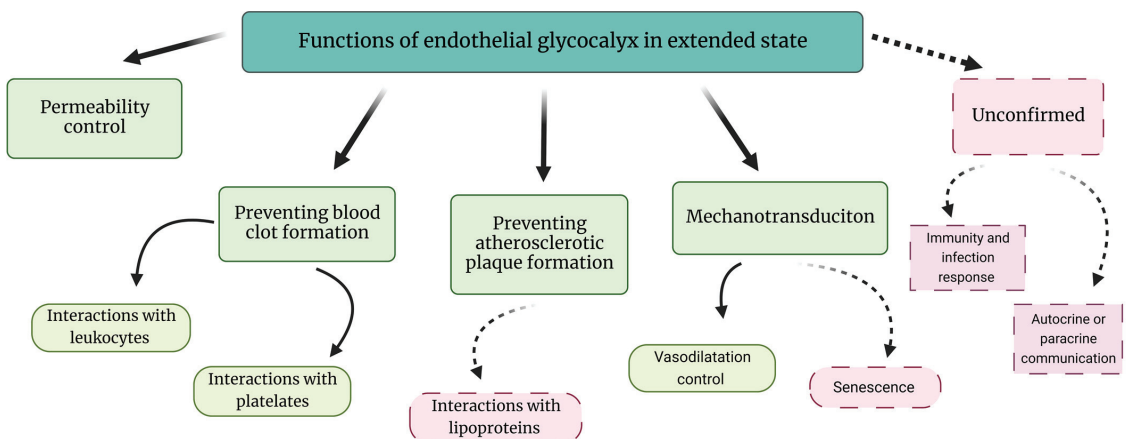 Functions of endothelial glycocalyx in extended state
Permeability
control
Unconfirmed
Preventing blood
clot formation
Preventing
atherosclerotic
plaque formation
Mechanotransduciton
Immunity and
infection
response
Interactions with
leukocytes
Autocrine or
paracrine
communication
Interactions with
platelates
Interactions with
lipoproteins
Vasodilatation
control
Senescence